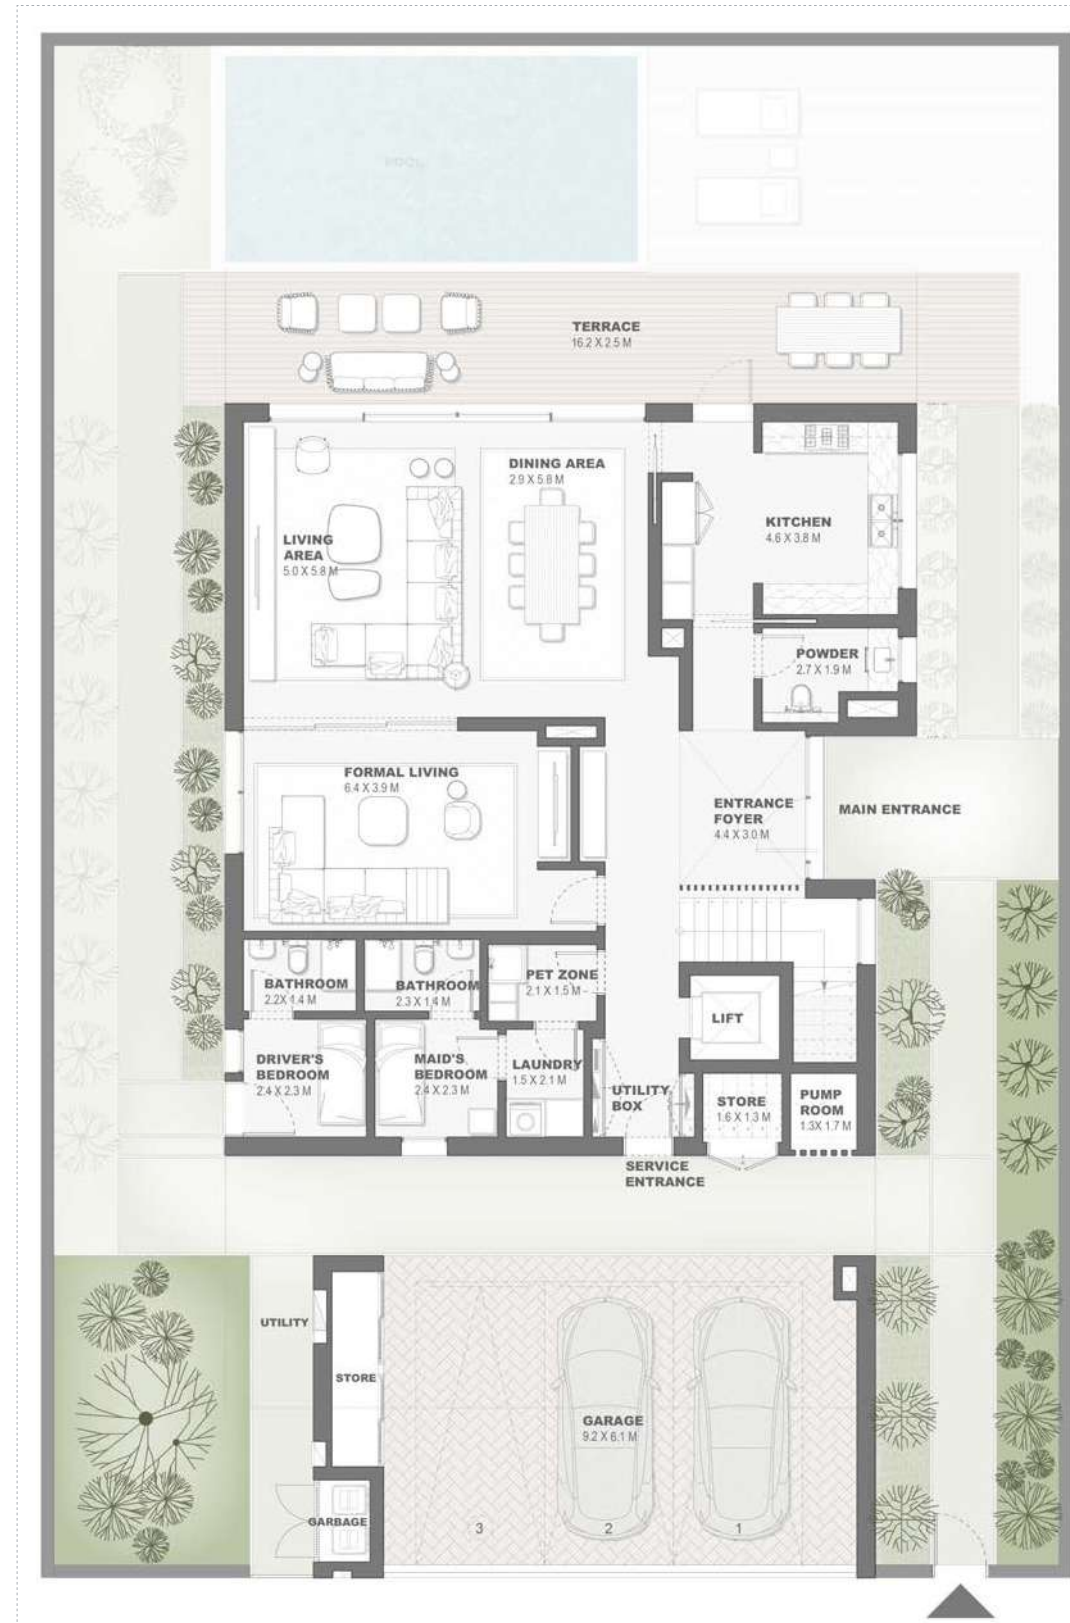 POOL
TERRACE
16.2 X 2.5 M
DINING AREA
2.9 X 5.8 M
LIVING
AREA
5.0 X 5.8 M
KITCHEN
4.6 X 3.8 M
POWDER
2.7 X 1.9 M
FORMAL LIVING
6.4 X 3.9 M
ENTRANCE
FOYER
4.4 X 3.0 M
MAIN ENTRANCE
BATHROOM
2.2X 1.4 M
BATHROOM
2.3 X 1.4 M
PET ZONE
2.1 X 1.5 M
LIFT
DRIVER'S
BEDROOM
2.4 X 2.3 M
MAID'S
BEDROOM
2.4 X 2.3 M
LAUNDRY
1.5 X 2.1 M
UTILITY
BOX
STORE
1.6 X 1.3 M
PUMP
ROOM
1.3 X 1.7 M
SERVICE
ENTRANCE
UTILITY
STORE
GARAGE
9.2 X 6.1 M
GARBAGE
3
2
1